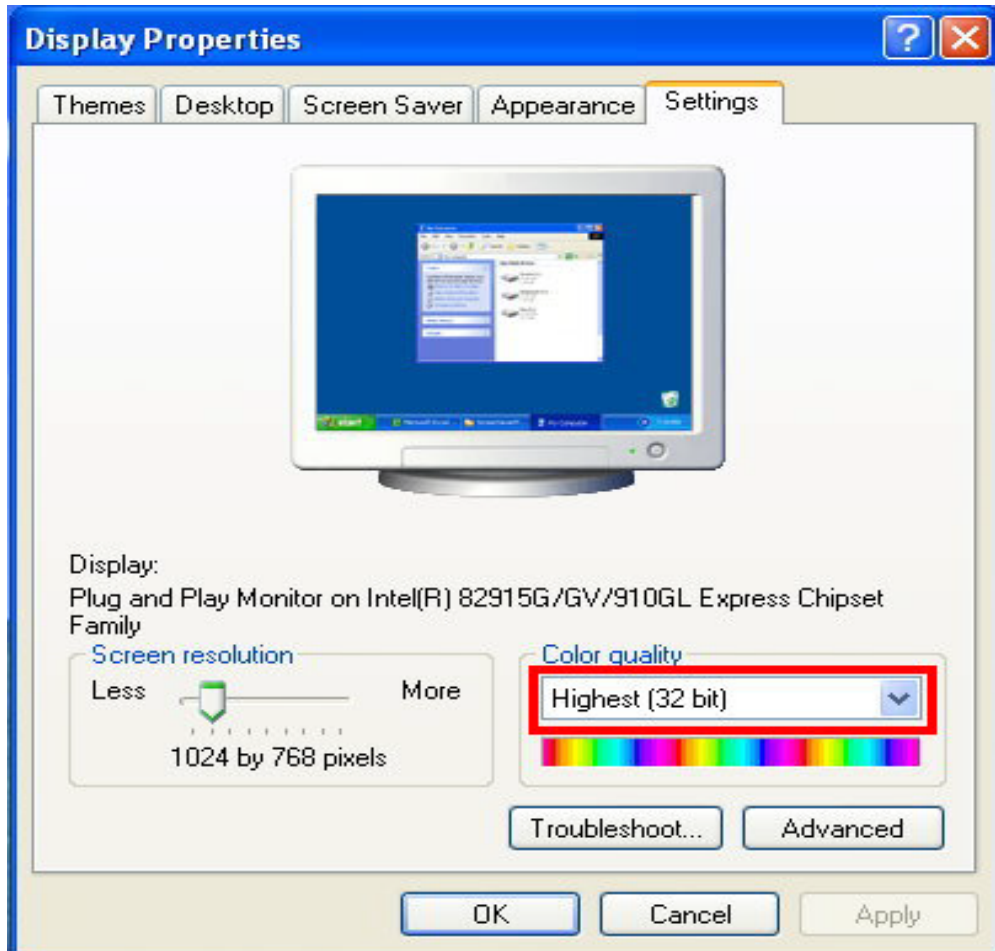 Display Properties
Themes Desktop Screen Saver Appearance Settings
start
Display:
Plug and Play Monitor on Intel(R) 82915G/GV/910GL Express Chipset
Family
Screen resolution
Less More
1024 by 768 pixels
Color quality
Highest (32 bit)
Troubleshoot... Advanced
OK Cancel Apply